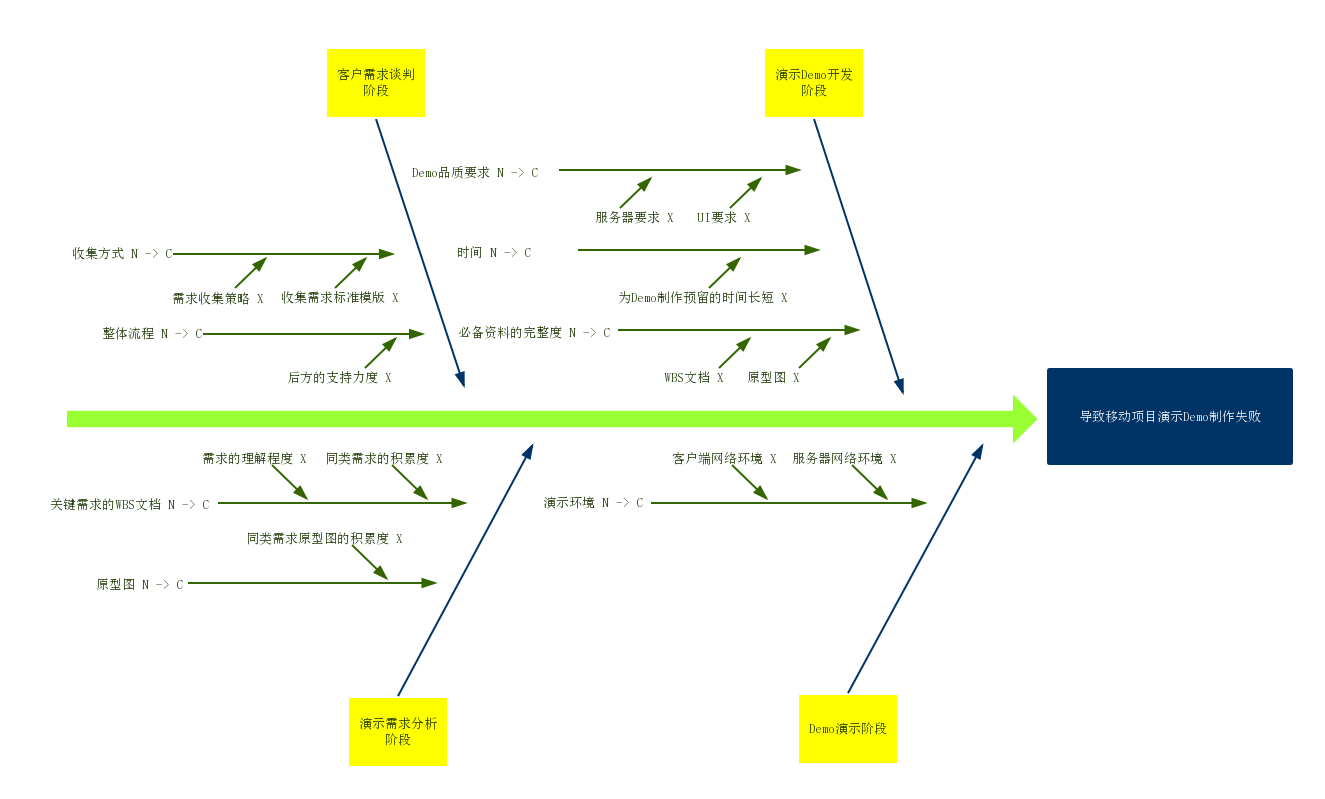 客户需求谈判
阶段
演示Demo开发
阶段
Demo品质要求 N -> C
服务器要求 X
UI要求 X
收集方式 N -> C
时间 N -> C
需求收集策略 X
收集需求标准模版 X
为Demo制作预留的时间长短 X
整体流程 N -> C
必备资料的完整度 N -> C
后方的支持力度 X
WBS文档 X
原型图 X
导致移动项目演示Demo制作失败
需求的理解程度 X
同类需求的积累度 X
客户端网络环境 X
服务器网络环境 X
关键需求的WBS文档 N -> C
演示环境 N -> C
同类需求原型图的积累度 X
原型图 N -> C
演示需求分析
阶段
Demo演示阶段